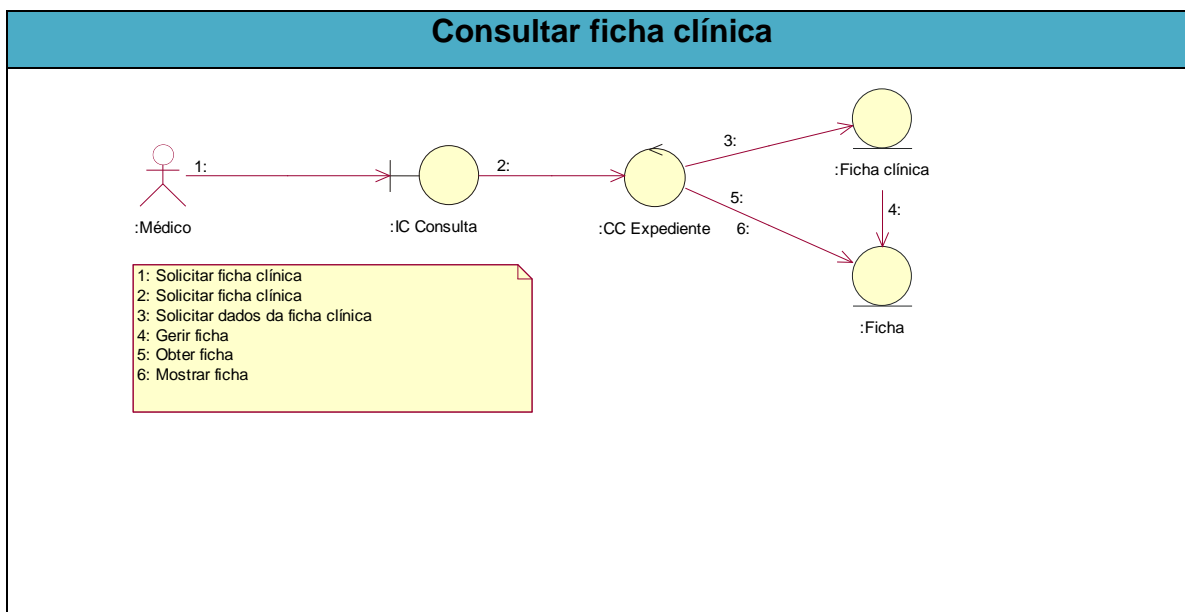 Consultar ficha clínica
1:
2:
3:
:Ficha clínica
4:
5:
6:
:Médico
:IC Consulta
:CC Expediente
:Ficha
1: Solicitar ficha clínica
2: Solicitar ficha clínica
3: Solicitar dados da ficha clínica
4: Gerir ficha
5: Obter ficha
6: Mostrar ficha